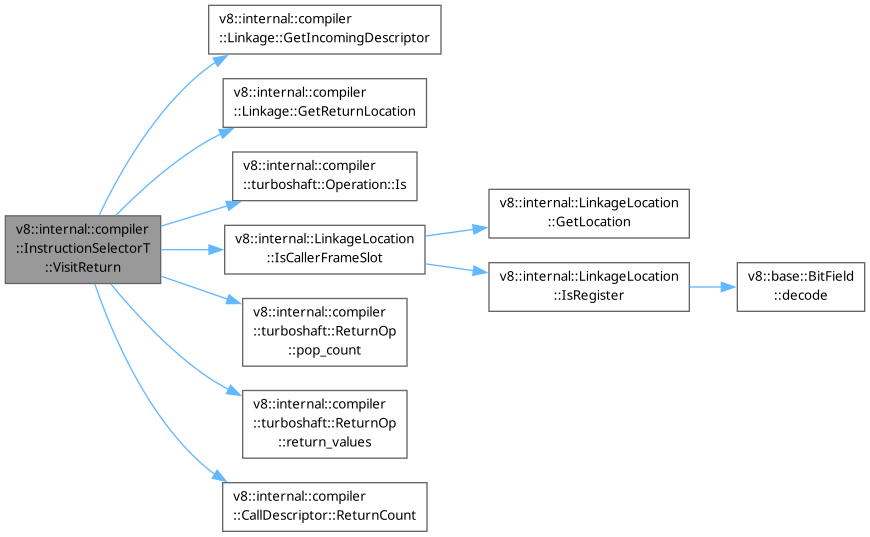 v8::internal::compiler
::InstructionSelectorT
::VisitReturn
v8::internal::compiler
::Linkage::GetIncomingDescriptor
v8::internal::compiler
::Linkage::GetReturnLocation
v8::internal::compiler
::turboshaft::Operation::Is
v8::internal::LinkageLocation
::IsCallerFrameSlot
v8::internal::LinkageLocation
::GetLocation
v8::internal::LinkageLocation
::IsRegister
v8::base::BitField
::decode
v8::internal::compiler
::turboshaft::ReturnOp
::pop_count
v8::internal::compiler
::turboshaft::ReturnOp
::return_values
v8::internal::compiler
::CallDescriptor::ReturnCount